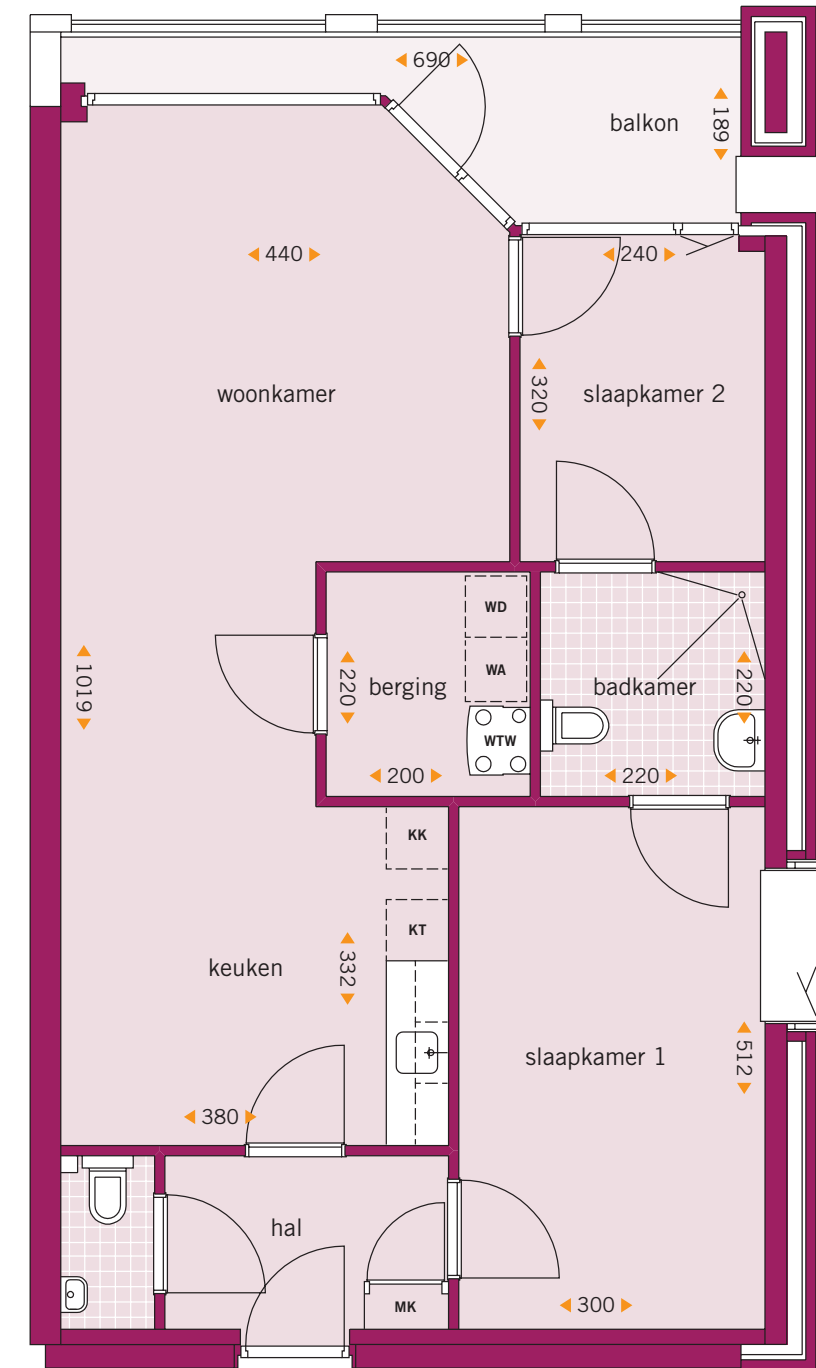 690
balkon
189
440
240
woonkamer
320
slaapkamer 2
WD
1019
220
berging
WA
badkamer
220
WTW
200
220
KK
KT
keuken
332
slaapkamer 1
512
380
hal
MK
300